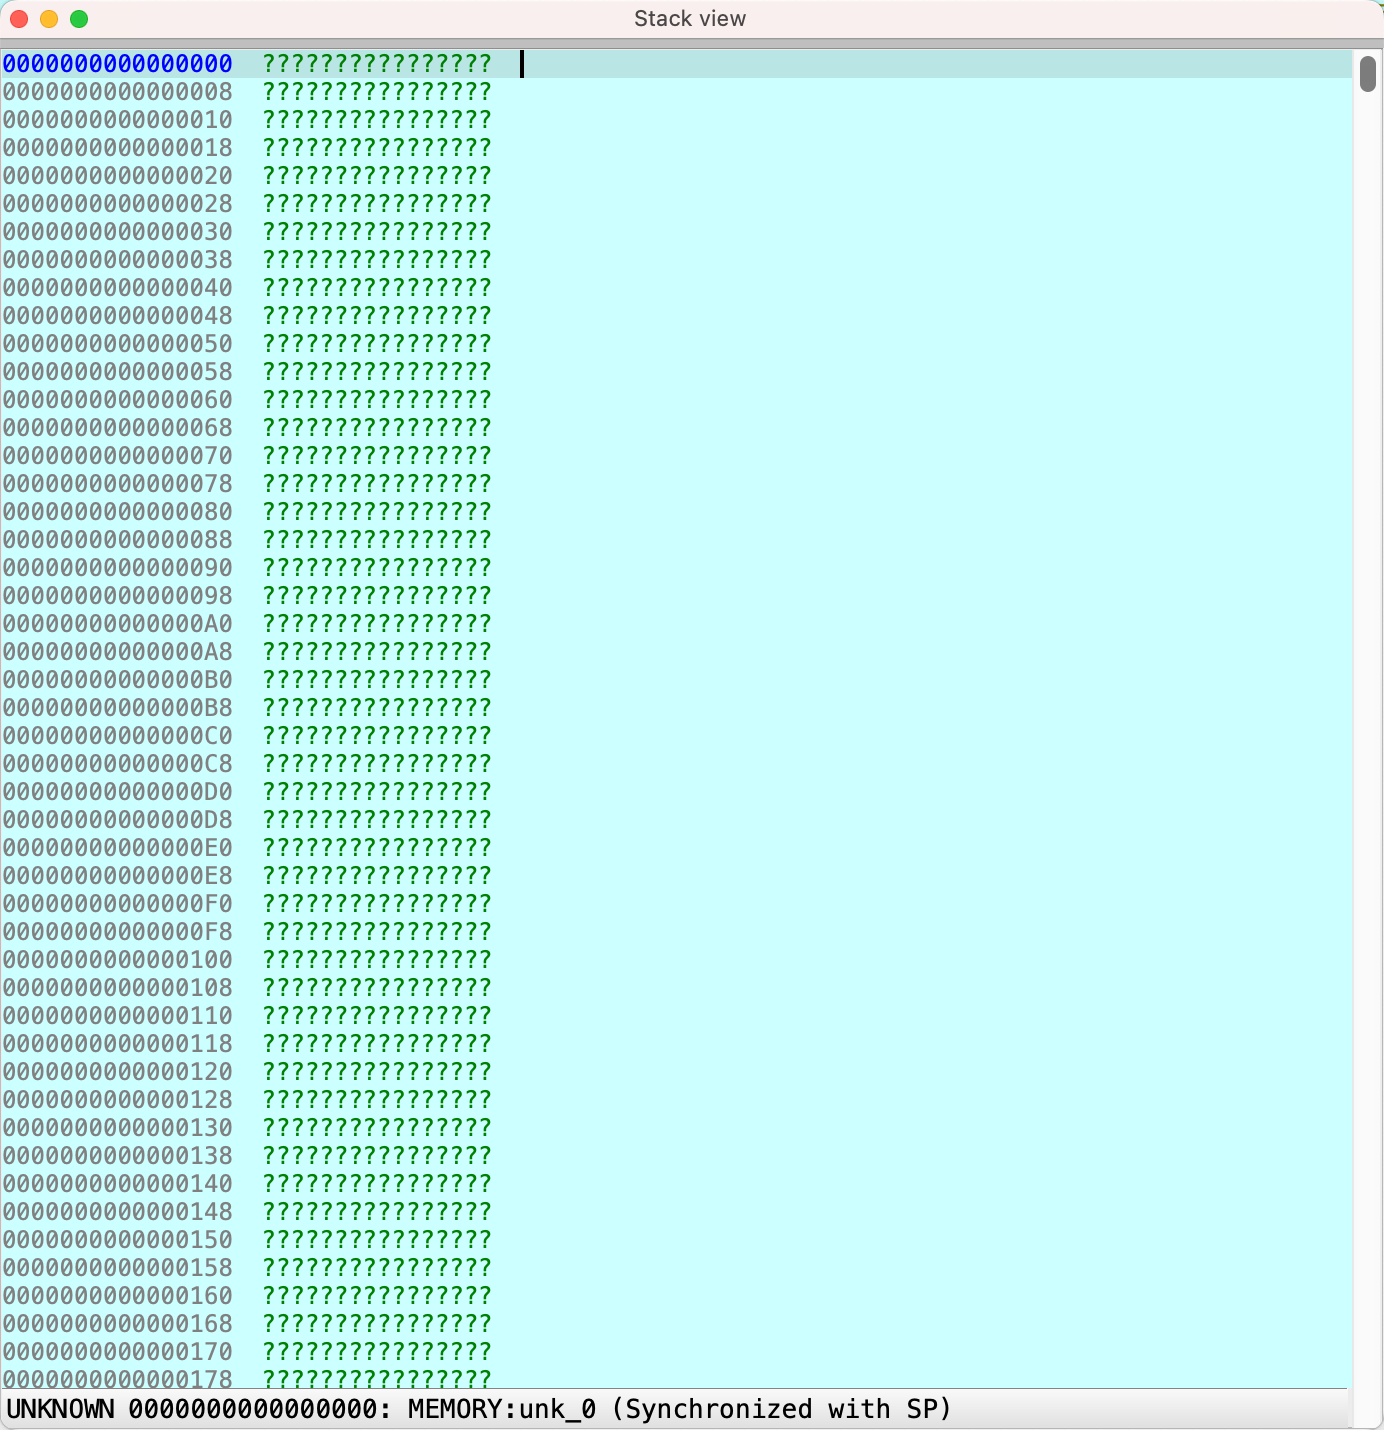 Stack view
0000000000000000 ????????????????
0000000000000008 ????????????????
0000000000000010 ????????????????
0000000000000018 ????????????????
0000000000000020 ????????????????
0000000000000028 ????????????????
0000000000000030 ????????????????
0000000000000038 ????????????????
0000000000000040 ????????????????
0000000000000048 ????????????????
0000000000000050 ????????????????
0000000000000058 ????????????????
0000000000000060 ????????????????
0000000000000068 ????????????????
0000000000000070 ????????????????
0000000000000078 ????????????????
0000000000000080 ????????????????
0000000000000088 ????????????????
0000000000000090 ????????????????
0000000000000098 ????????????????
00000000000000A0 ????????????????
00000000000000A8 ????????????????
00000000000000B0 ????????????????
00000000000000B8 ????????????????
00000000000000C0 ????????????????
00000000000000C8 ????????????????
00000000000000D0 ????????????????
00000000000000D8 ????????????????
00000000000000E0 ????????????????
00000000000000E8 ????????????????
00000000000000F0 ????????????????
00000000000000F8 ????????????????
0000000000000100 ????????????????
0000000000000108 ????????????????
0000000000000110 ????????????????
0000000000000118 ????????????????
0000000000000120 ????????????????
0000000000000128 ????????????????
0000000000000130 ????????????????
0000000000000138 ????????????????
0000000000000140 ????????????????
0000000000000148 ????????????????
0000000000000150 ????????????????
0000000000000158 ????????????????
0000000000000160 ????????????????
0000000000000168 ????????????????
0000000000000170 ????????????????
0000000000000178 ????????????????
UNKNOWN 0000000000000000: MEMORY:unk_0 (Synchronized with SP)